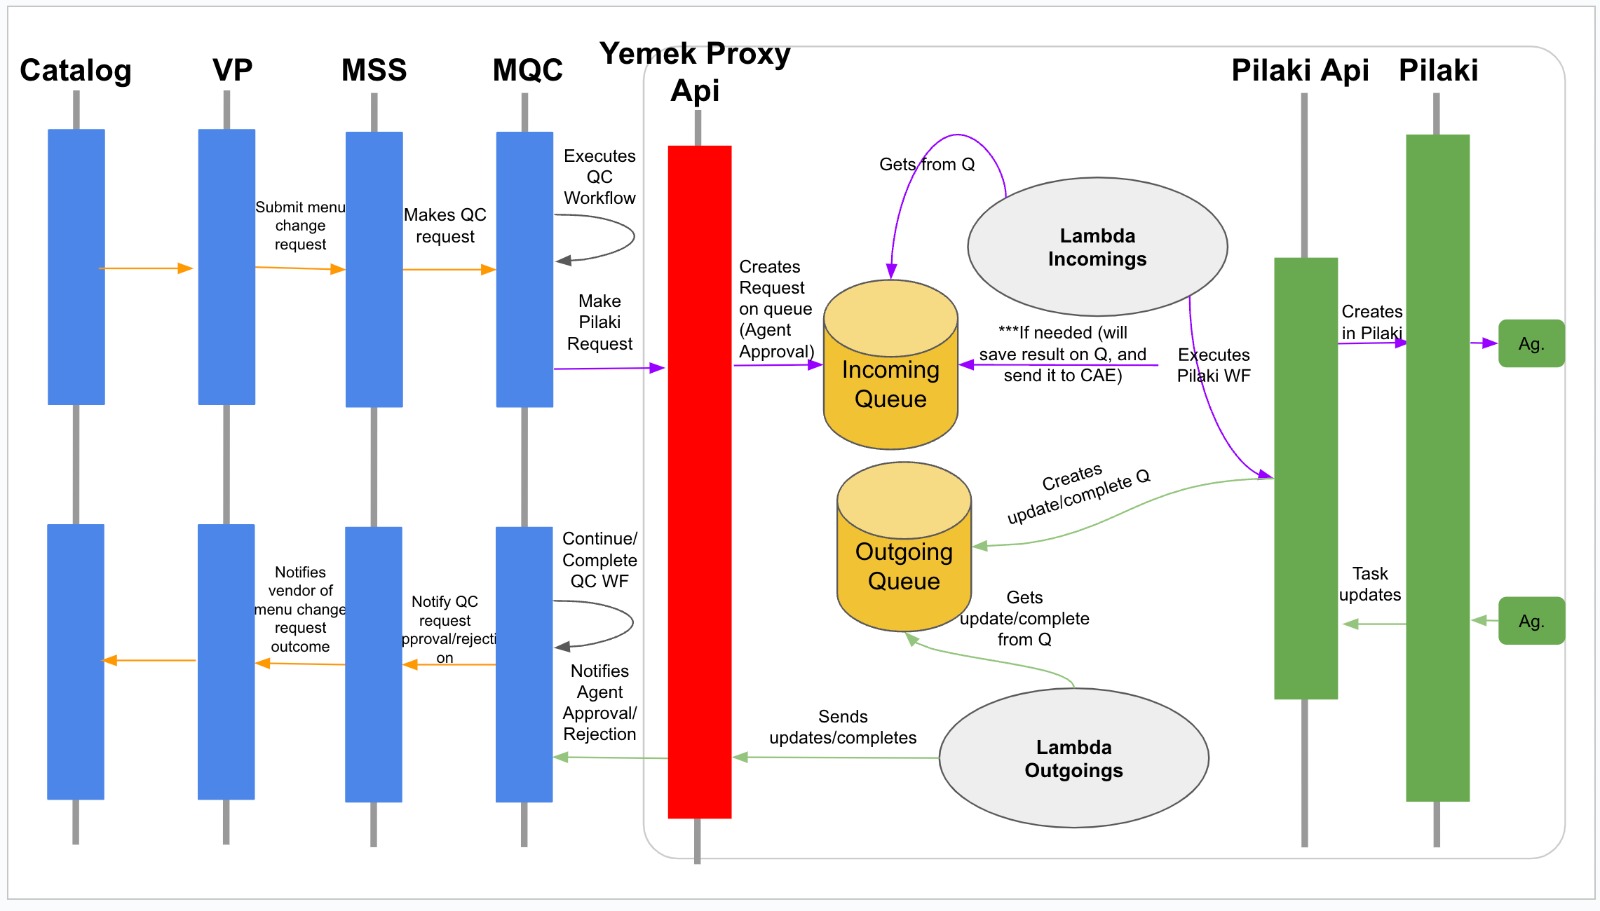 Catalog
VP
MSS
MQC
Yemek Proxy
Api
Pilaki Api
Pilaki
Executes
QC
Workflow
Submit menu
change
request
Makes QC
request
Make
Pilaki
Request
Creates
Request
on queue
(Agent
Approval)
Gets from Q
Lambda
Incomings
Incoming
Queue
***If needed (will
save result on Q, and
send it to CAE)
Executes
Pilaki WF
Creates
in Pilaki
Ag.
Creates
update/complete Q
Outgoing
Queue
Gets
update/complete
from Q
Task
updates
Ag.
Continue/
Complete
QC WF
Notifies
vendor of
menu change
request
outcome
Notify QC
request
pproval/rejecti
on
Notifies
Agent
Approval/
Rejection
Sends
updates/completes
Lambda
Outgoings